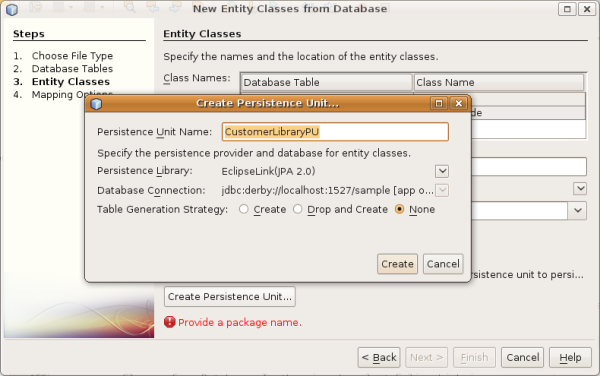 New Entity Classes from Database
Steps
1. Choose File Type
2. Database Tables
3. Entity Classes
4. Mapping Options
Entity Classes
Specify the names and the location of the entity classes.
Class Names:
Database Table Class Name
Create Persistence Unit...
Persistence Unit Name: CustomerLibraryPU
Specify the persistence provider and database for entity classes.
Persistence Library: EclipseLink(JPA 2.0)
Database Connection: jdbc:derby://localhost:1527/sample [app o...
Table Generation Strategy: Create Drop and Create None
Create Cancel
sistence unit to persi...
Create Persistence Unit...
Provide a package name.
< Back Next > Finish Cancel Help